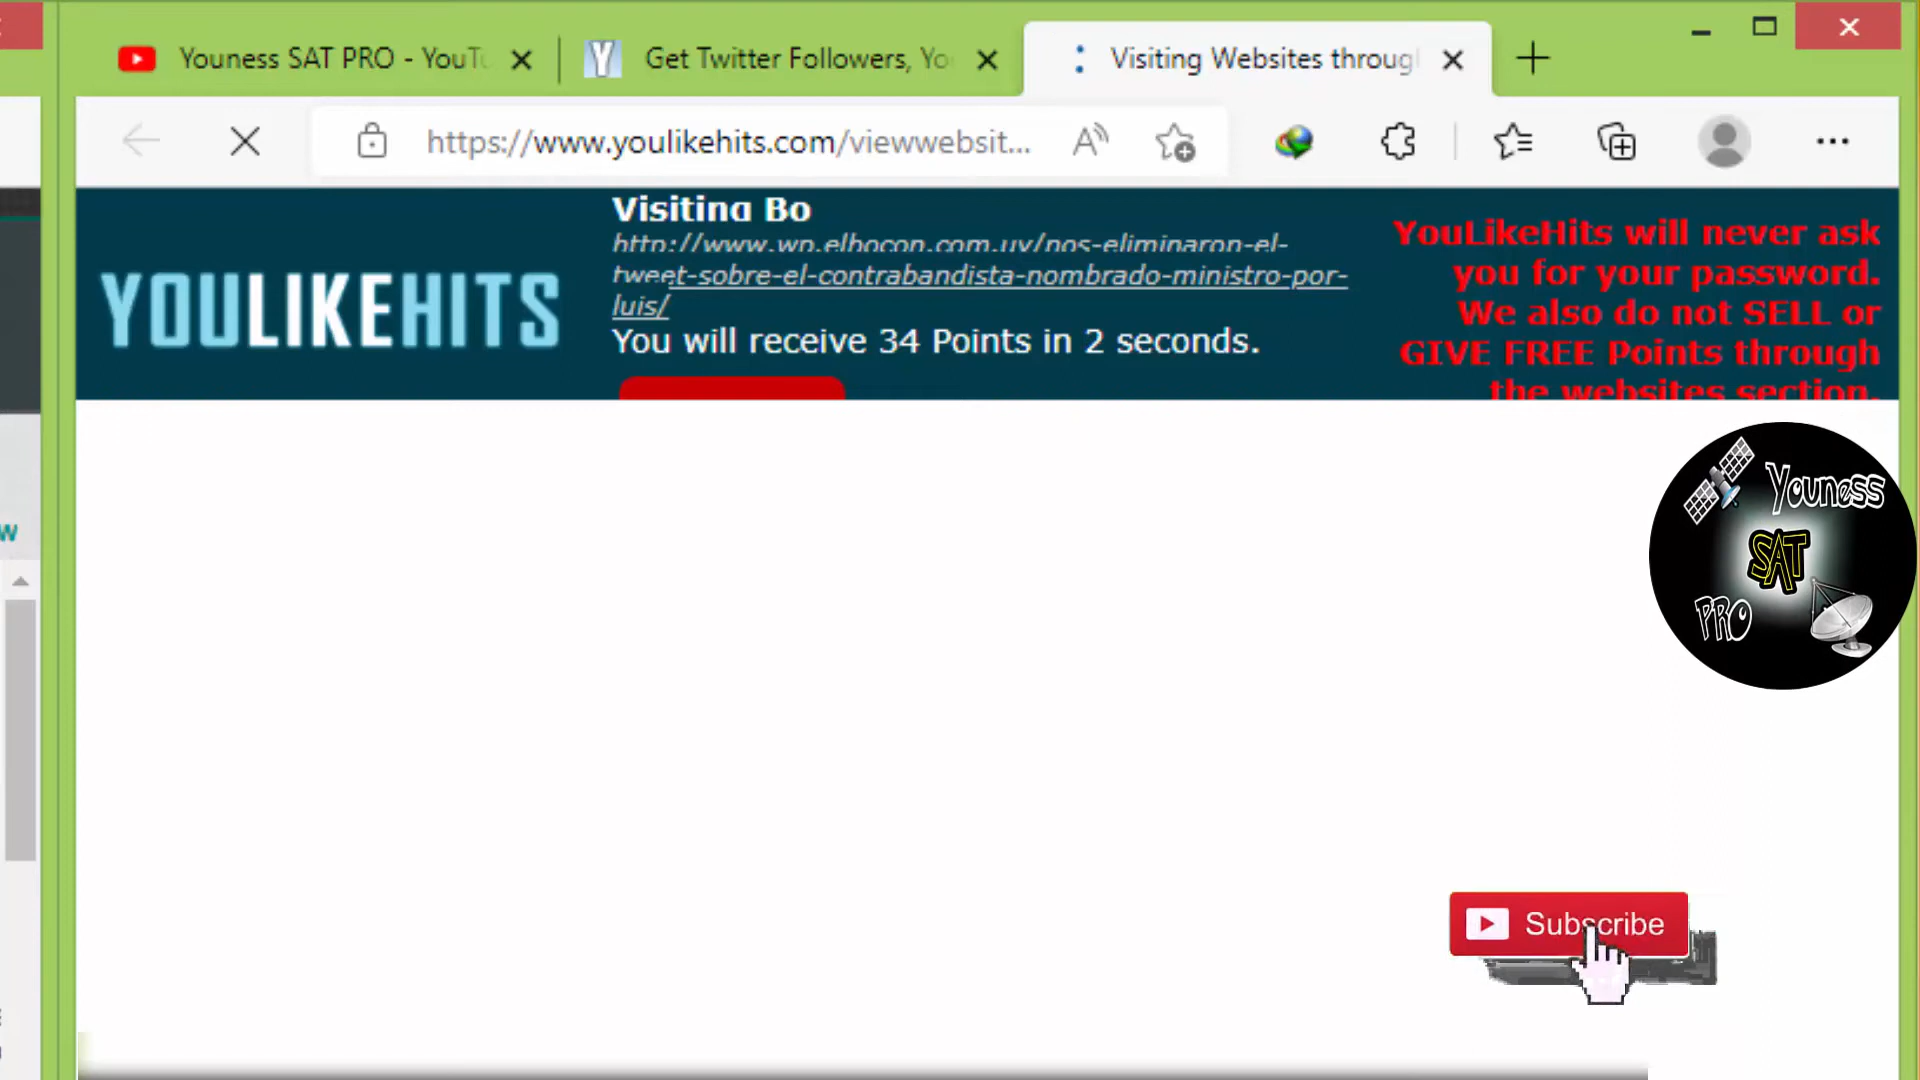 Youness SAT PRO - YouTu
Get Twitter Followers, Yo
Visiting Websites throug
https://www.youlikehits.com/viewwebsit...
YOULIKEHITS
Visiting Bo
http://www.wp.elbocon.com.uy/nos-eliminaron-el-
tweet-sobre-el-contrabandista-nombrado-ministro-por-
luis/
You will receive 34 Points in 2 seconds.
YouLikeHits will never ask
you for your password.
We also do not SELL or
GIVE FREE Points through
the websites section.
w
Youness
SAT
PRO
Subscribe